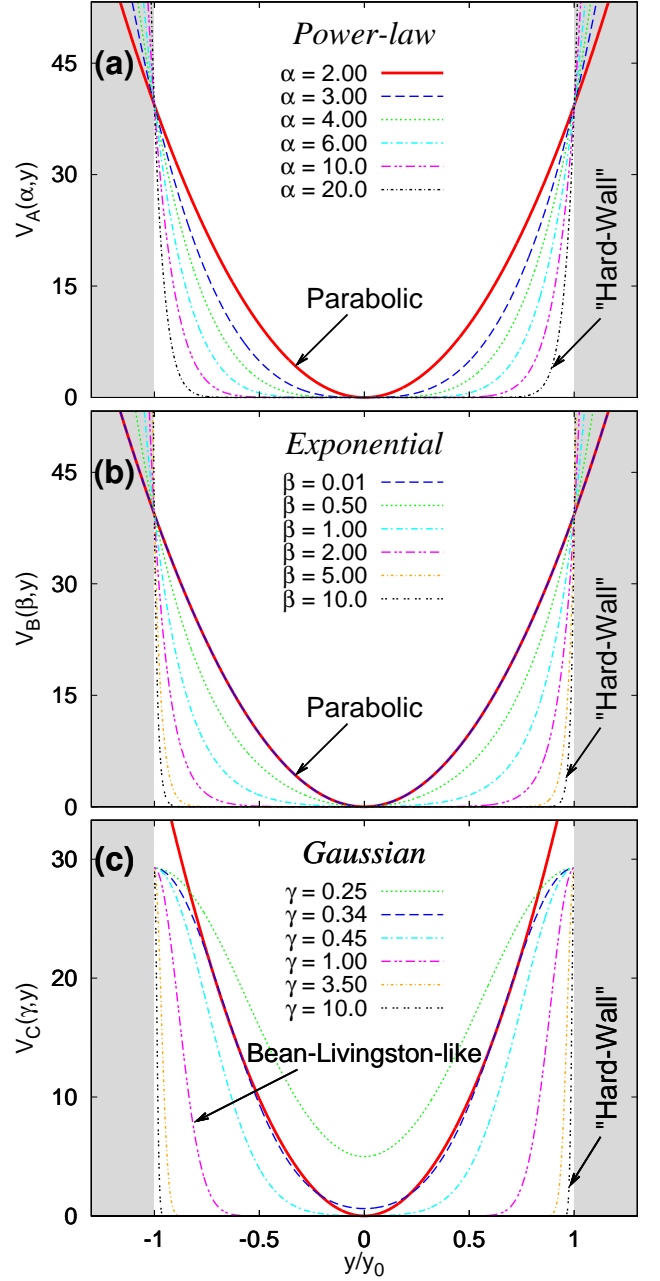 (a)
Power-law
α = 2.00
α = 3.00
α = 4.00
α = 6.00
α = 10.0
α = 20.0
Parabolic
"Hard-Wall"
V_A(α,y)
45
30
15
0
(b)
Exponential
β = 0.01
β = 0.50
β = 1.00
β = 2.00
β = 5.00
β = 10.0
Parabolic
"Hard-Wall"
V_B(β,y)
45
30
15
0
(c)
Gaussian
γ = 0.25
γ = 0.34
γ = 0.45
γ = 1.00
γ = 3.50
γ = 10.0
Bean-Livingston-like
"Hard-Wall"
V_C(γ,y)
30
20
10
0
-1 -0.5 0 0.5 1
y/y_0